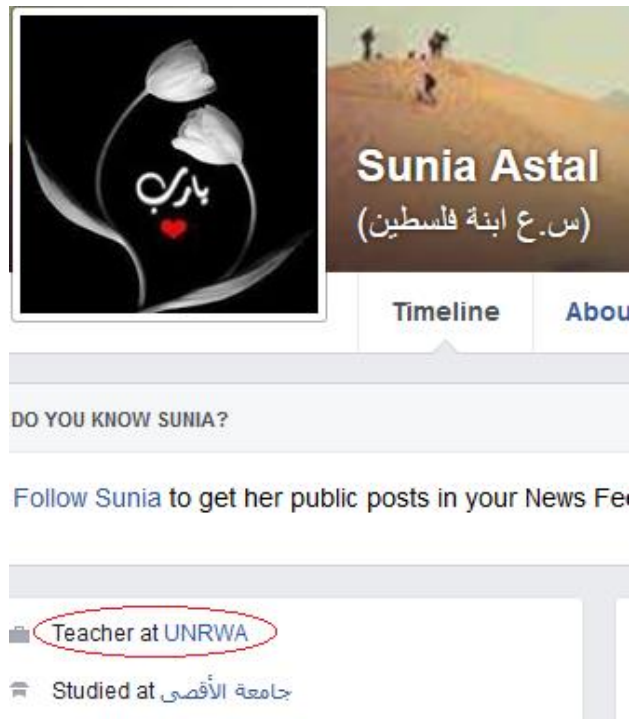 يارب
Sunia Astal
(س.ع ابنة فلسطين)
Timeline
Abou
DO YOU KNOW SUNIA?
Follow Sunia to get her public posts in your News Fee
Teacher at UNRWA
Studied at جامعة الأقصى